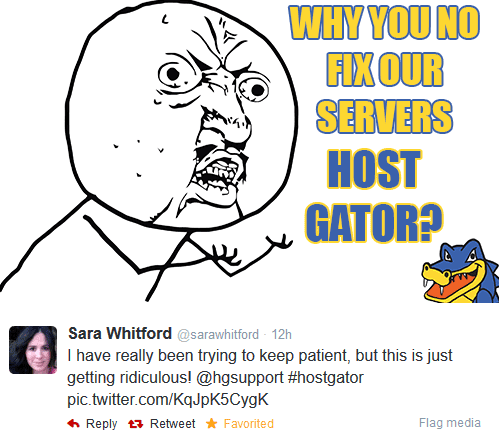 WHY YOU NO
FIX OUR
SERVERS
HOST
GATOR?
Sara Whitford @sarawhitford · 12h
I have really been trying to keep patient, but this is just
getting ridiculous! @hgsupport #hostgator
pic.twitter.com/KqJpK5CygK
Reply Retweet Favorited Flag media